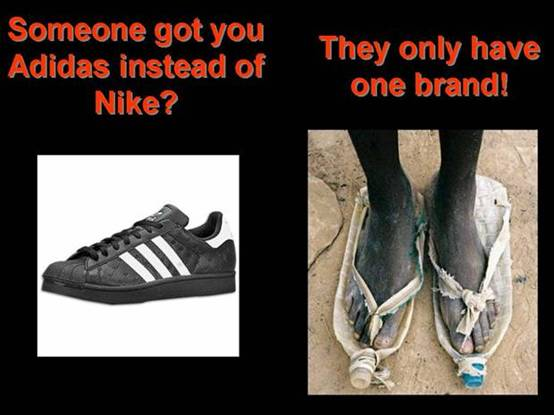 Someone got you
Adidas instead of
Nike?
They only have
one brand!